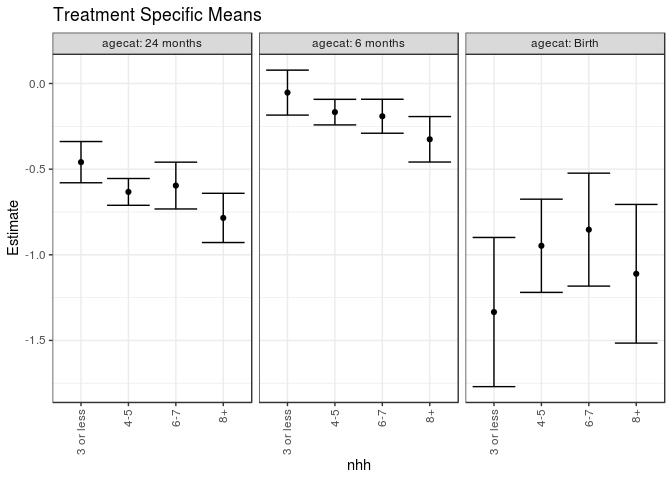 Treatment Specific Means
agecat: 24 months
agecat: 6 months
agecat: Birth
Estimate
0.0
-0.5
-1.0
-1.5
3 or less
4-5
6-7
8+
3 or less
4-5
6-7
8+
3 or less
4-5
6-7
8+
nhh